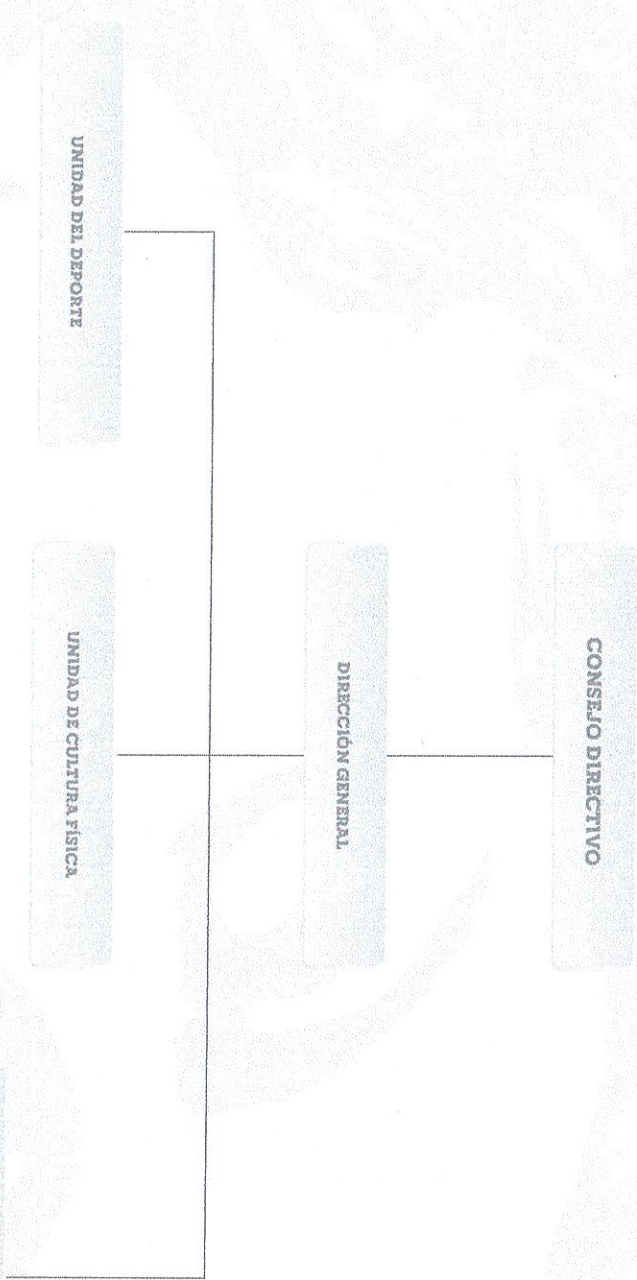 CONSEJO DIRECTIVO
DIRECCIÓN GENERAL
UNIDAD DEL DEPORTE
UNIDAD DE CULTURA FÍSICA